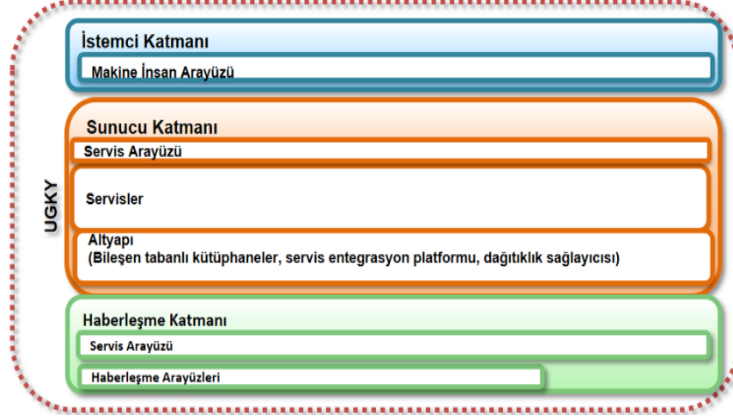 İstemci Katmanı
Makine İnsan Arayüzü
Sunucu Katmanı
Servis Arayüzü
UGKY
Servisler
Altyapı
(Bileşen tabanlı kütüphaneler, servis entegrasyon platformu, dağıtıklık sağlayıcısı)
Haberleşme Katmanı
Servis Arayüzü
Haberleşme Arayüzleri